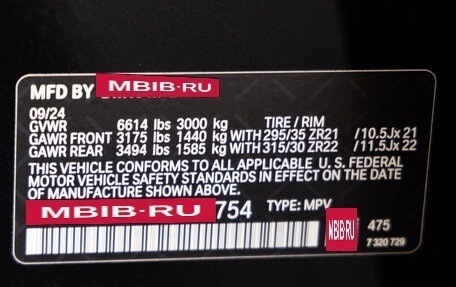 MFD BY MBIB-RU
09/24
GVWR 6614 lbs 3000 kg TIRE / RIM
GAWR FRONT 3175 lbs 1440 kg WITH 295/35 ZR21 / 10.5Jx 21
GAWR REAR 3494 lbs 1585 kg WITH 315/30 ZR22 / 11.5Jx 22
THIS VEHICLE CONFORMS TO ALL APPLICABLE U. S. FEDERAL
MOTOR VEHICLE SAFETY STANDARDS IN EFFECT ON THE DATE
OF MANUFACTURE SHOWN ABOVE.
MBIB-RU 754 TYPE: MPV
MBIB·RU 475
7 320 729